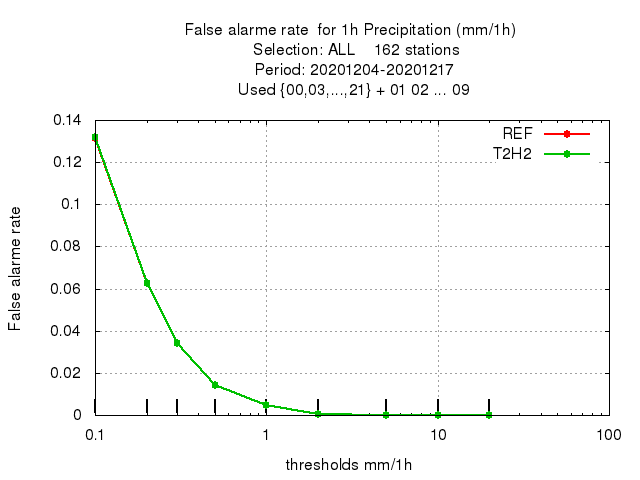 False alarme rate  for 1h Precipitation (mm/1h)
Selection: ALL    162 stations
Period: 20201204-20201217
Used {00,03,...,21} + 01 02 ... 09
REF
T2H2
False alarme rate
0.14
0.12
0.1
0.08
0.06
0.04
0.02
0
0.1 1 10 100
thresholds mm/1h